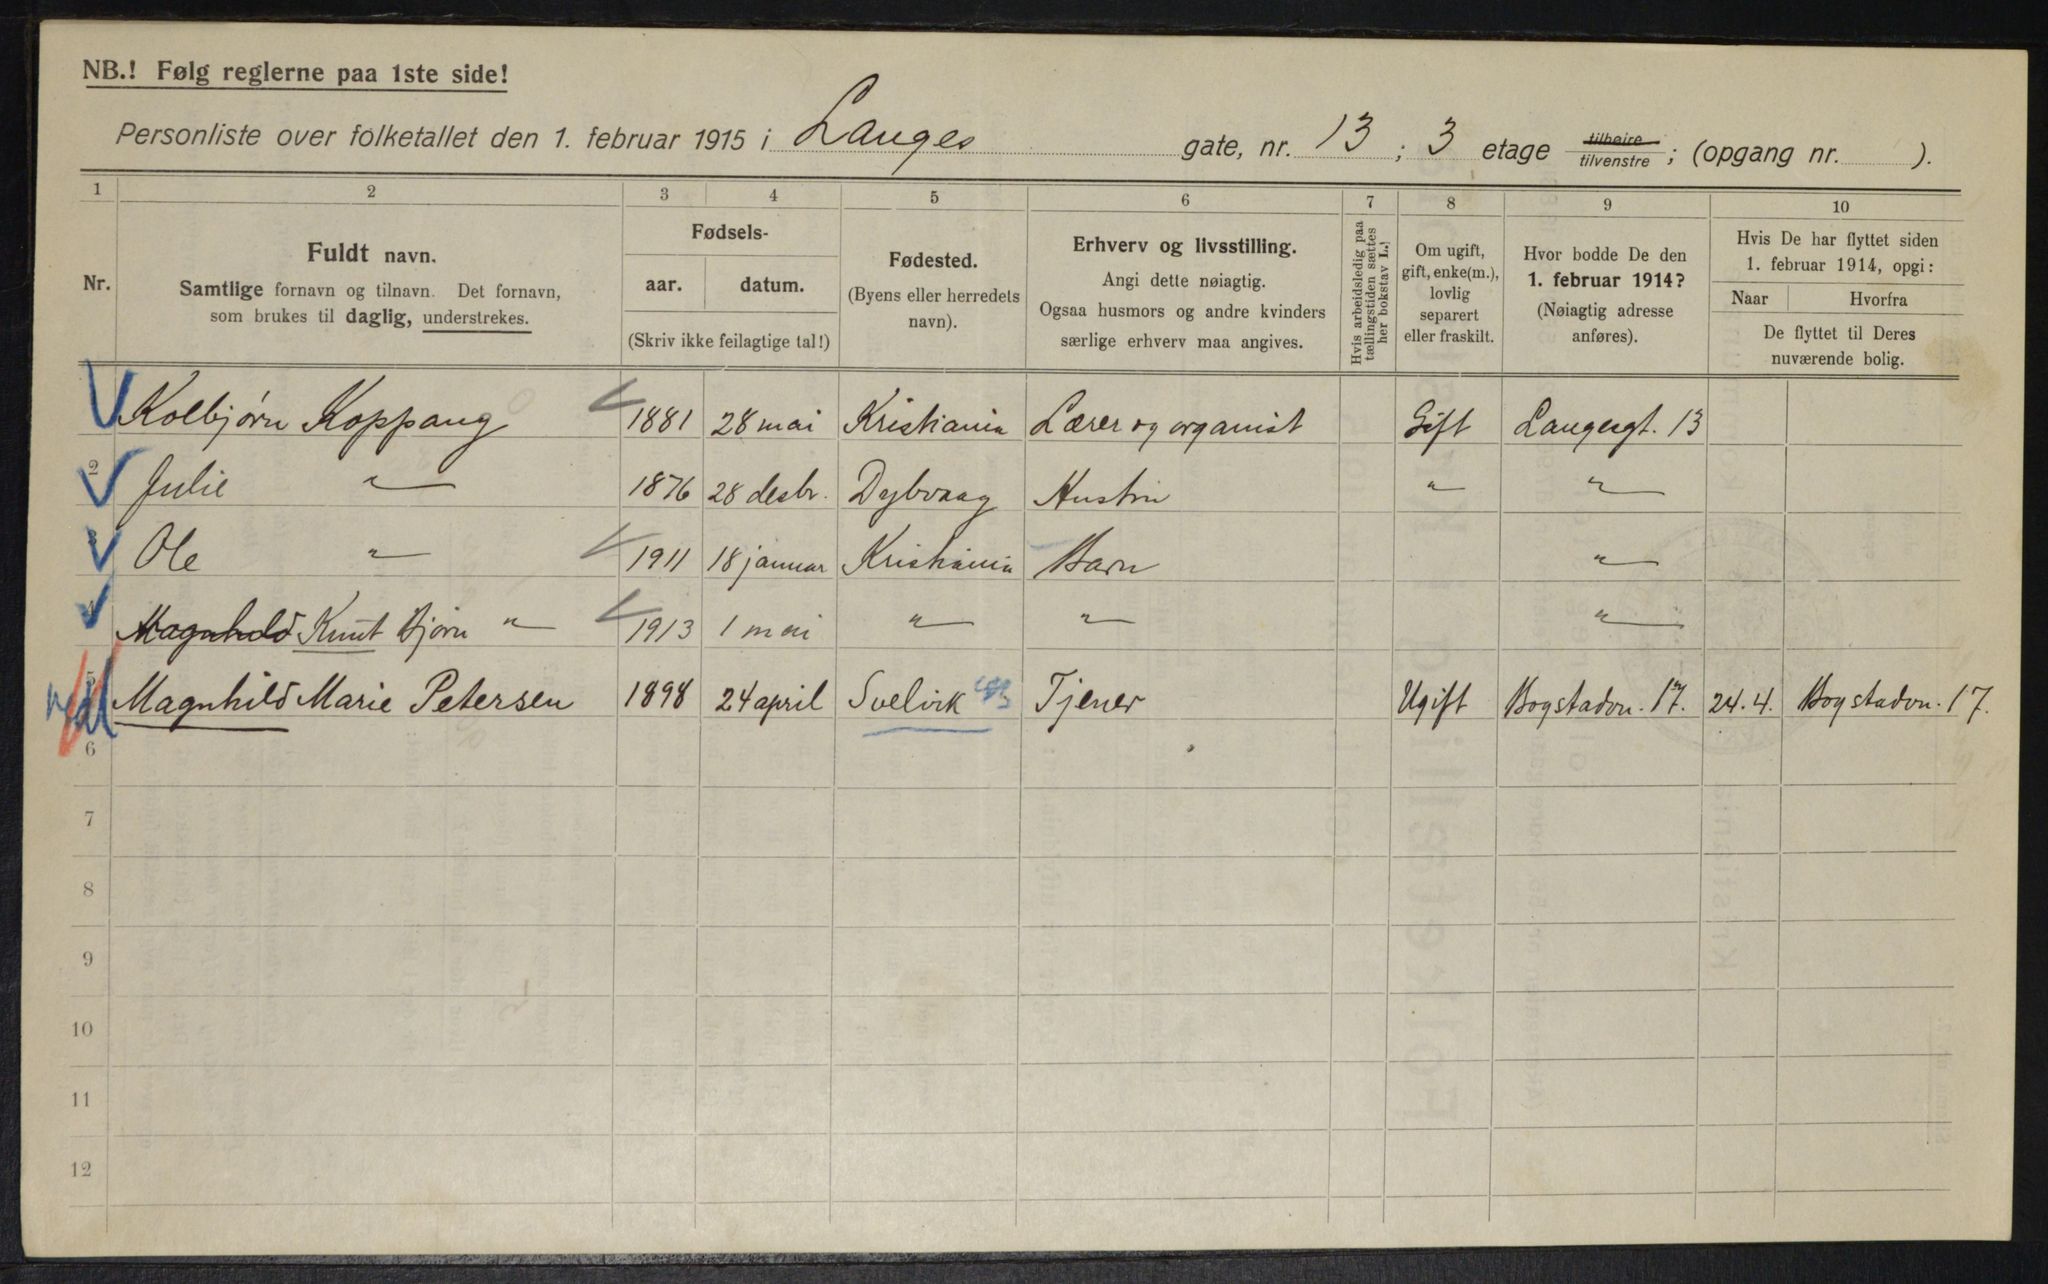 NB.! Følg reglerne paa 1ste side!
Personliste over folketallet den 1. februar 1915 i Langes gate, nr. 13; 3 etage tilhøire tilvenstre; (opgang nr. ).
1 2 3 4 5 6 7 8 9 10
Nr.
Fuldt navn.
Samtlige fornavn og tilnavn. Det fornavn,
som brukes til daglig, understrekes.
Fødsels-
aar. datum.
(Skriv ikke feilagtige tal!)
Fødested.
(Byens eller herredets
navn).
Erhverv og livsstilling.
Angi dette nøiagtig.
Ogsaa husmors og andre kvinders
særlige erhverv maa angives.
Hvis arbeidsledig paa
tællingstiden sættes
her bokstav L.!
Om ugift,
gift, enke(m.),
lovlig
separert
eller fraskilt.
Hvor bodde De den
1. februar 1914?
(Nøiagtig adresse
anføres).
Hvis De har flyttet siden
1. februar 1914, opgi:
Naar Hvorfra
De flyttet til Deres
nuværende bolig.
Kolbjørn Koppang 1881 28 mai Kristiania Lærer og organist Gift Langesgt. 13
2 Julie " 1876 28 desbr. Dybvaag Hustru " "
3 Ole " 1911 18 januar Kristiania Barn "
4 Magnhild Knut Bjørn " 1913 1 mai " " "
5 Magnhild Marie Petersen 1898 24 april Svelvik Tjener Ugift Bogstadvn. 17. 24.4. Bogstadvn. 17.
6
7
8
9
10
11
12